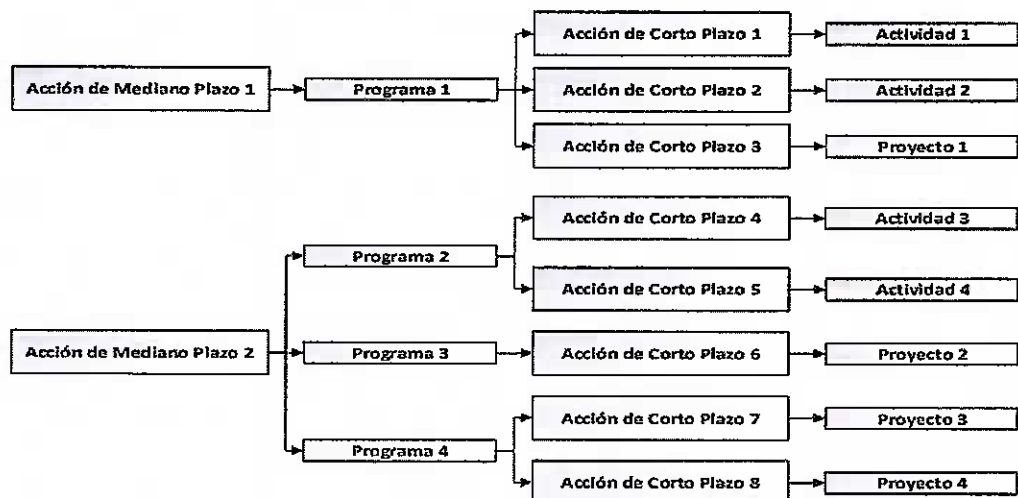 Acción de Corto Plazo 1
Actividad 1
Acción de Mediano Plazo 1
Programa 1
Acción de Corto Plazo 2
Actividad 2
Acción de Corto Plazo 3
Proyecto 1
Acción de Corto Plazo 4
Actividad 3
Programa 2
Acción de Corto Plazo 5
Actividad 4
Acción de Mediano Plazo 2
Programa 3
Acción de Corto Plazo 6
Proyecto 2
Acción de Corto Plazo 7
Proyecto 3
Programa 4
Acción de Corto Plazo 8
Proyecto 4